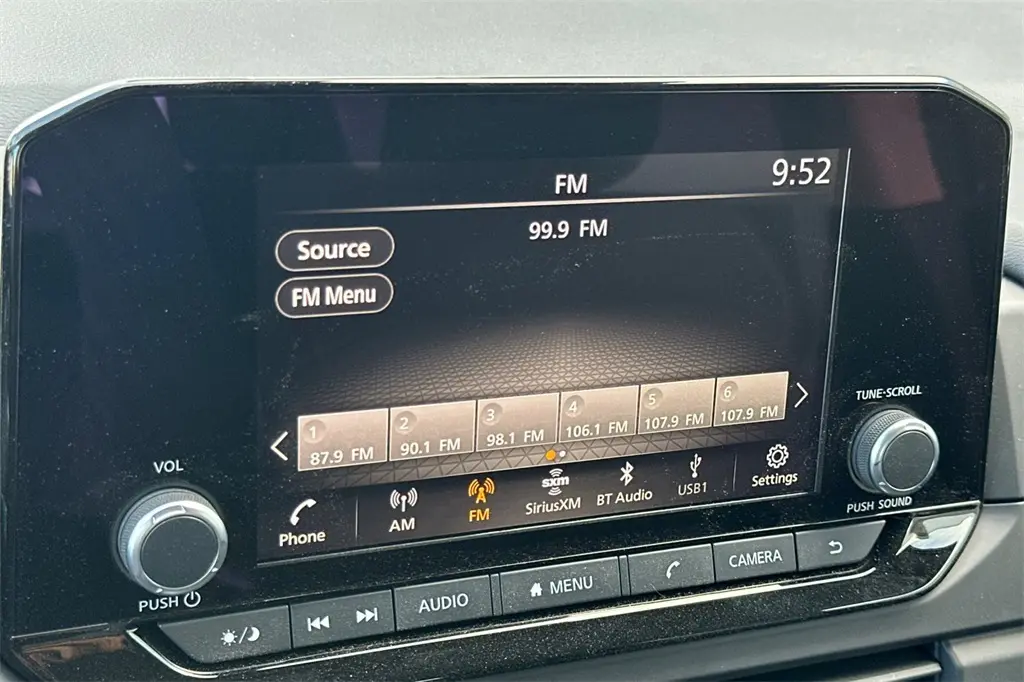 FM
9:52
99.9 FM
Source
FM Menu
1
87.9 FM
2
90.1 FM
3
98.1 FM
4
106.1 FM
5
107.9 FM
6
107.9 FM
Phone
AM
FM
sxm
SiriusXM
BT Audio
USB1
Settings
VOL
PUSH
TUNE·SCROLL
PUSH SOUND
AUDIO
MENU
CAMERA